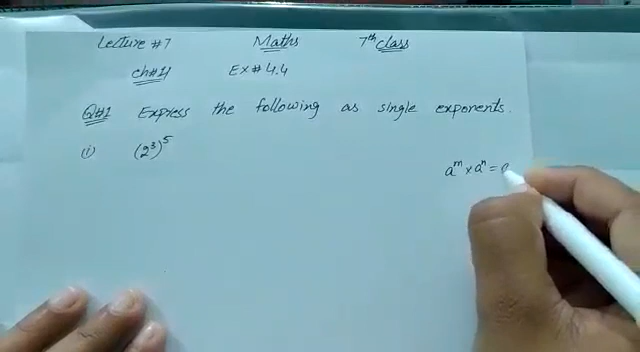 Lecture #7 Maths 7th class
ch#4 Ex# 4.4
Q#1 Express the following as single exponents.
(i) (2³)⁵
aᵐ × aⁿ = a